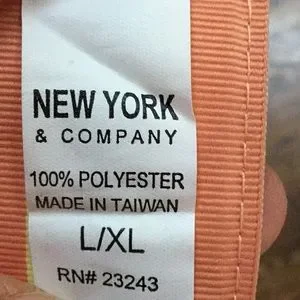 NEW YORK
& COMPANY
100% POLYESTER
MADE IN TAIWAN
L/XL
RN# 23243